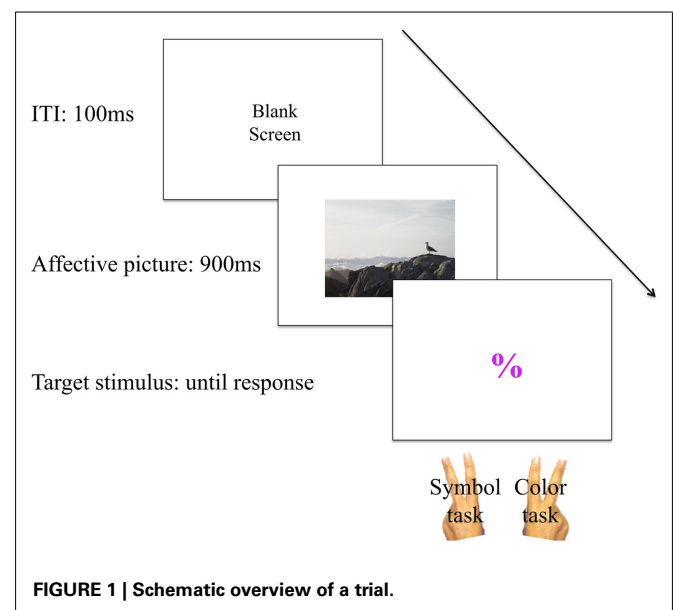 ITI: 100ms
Blank
Screen
Affective picture: 900ms
%
Target stimulus: until response
Symbol Color
task task
FIGURE 1 | Schematic overview of a trial.